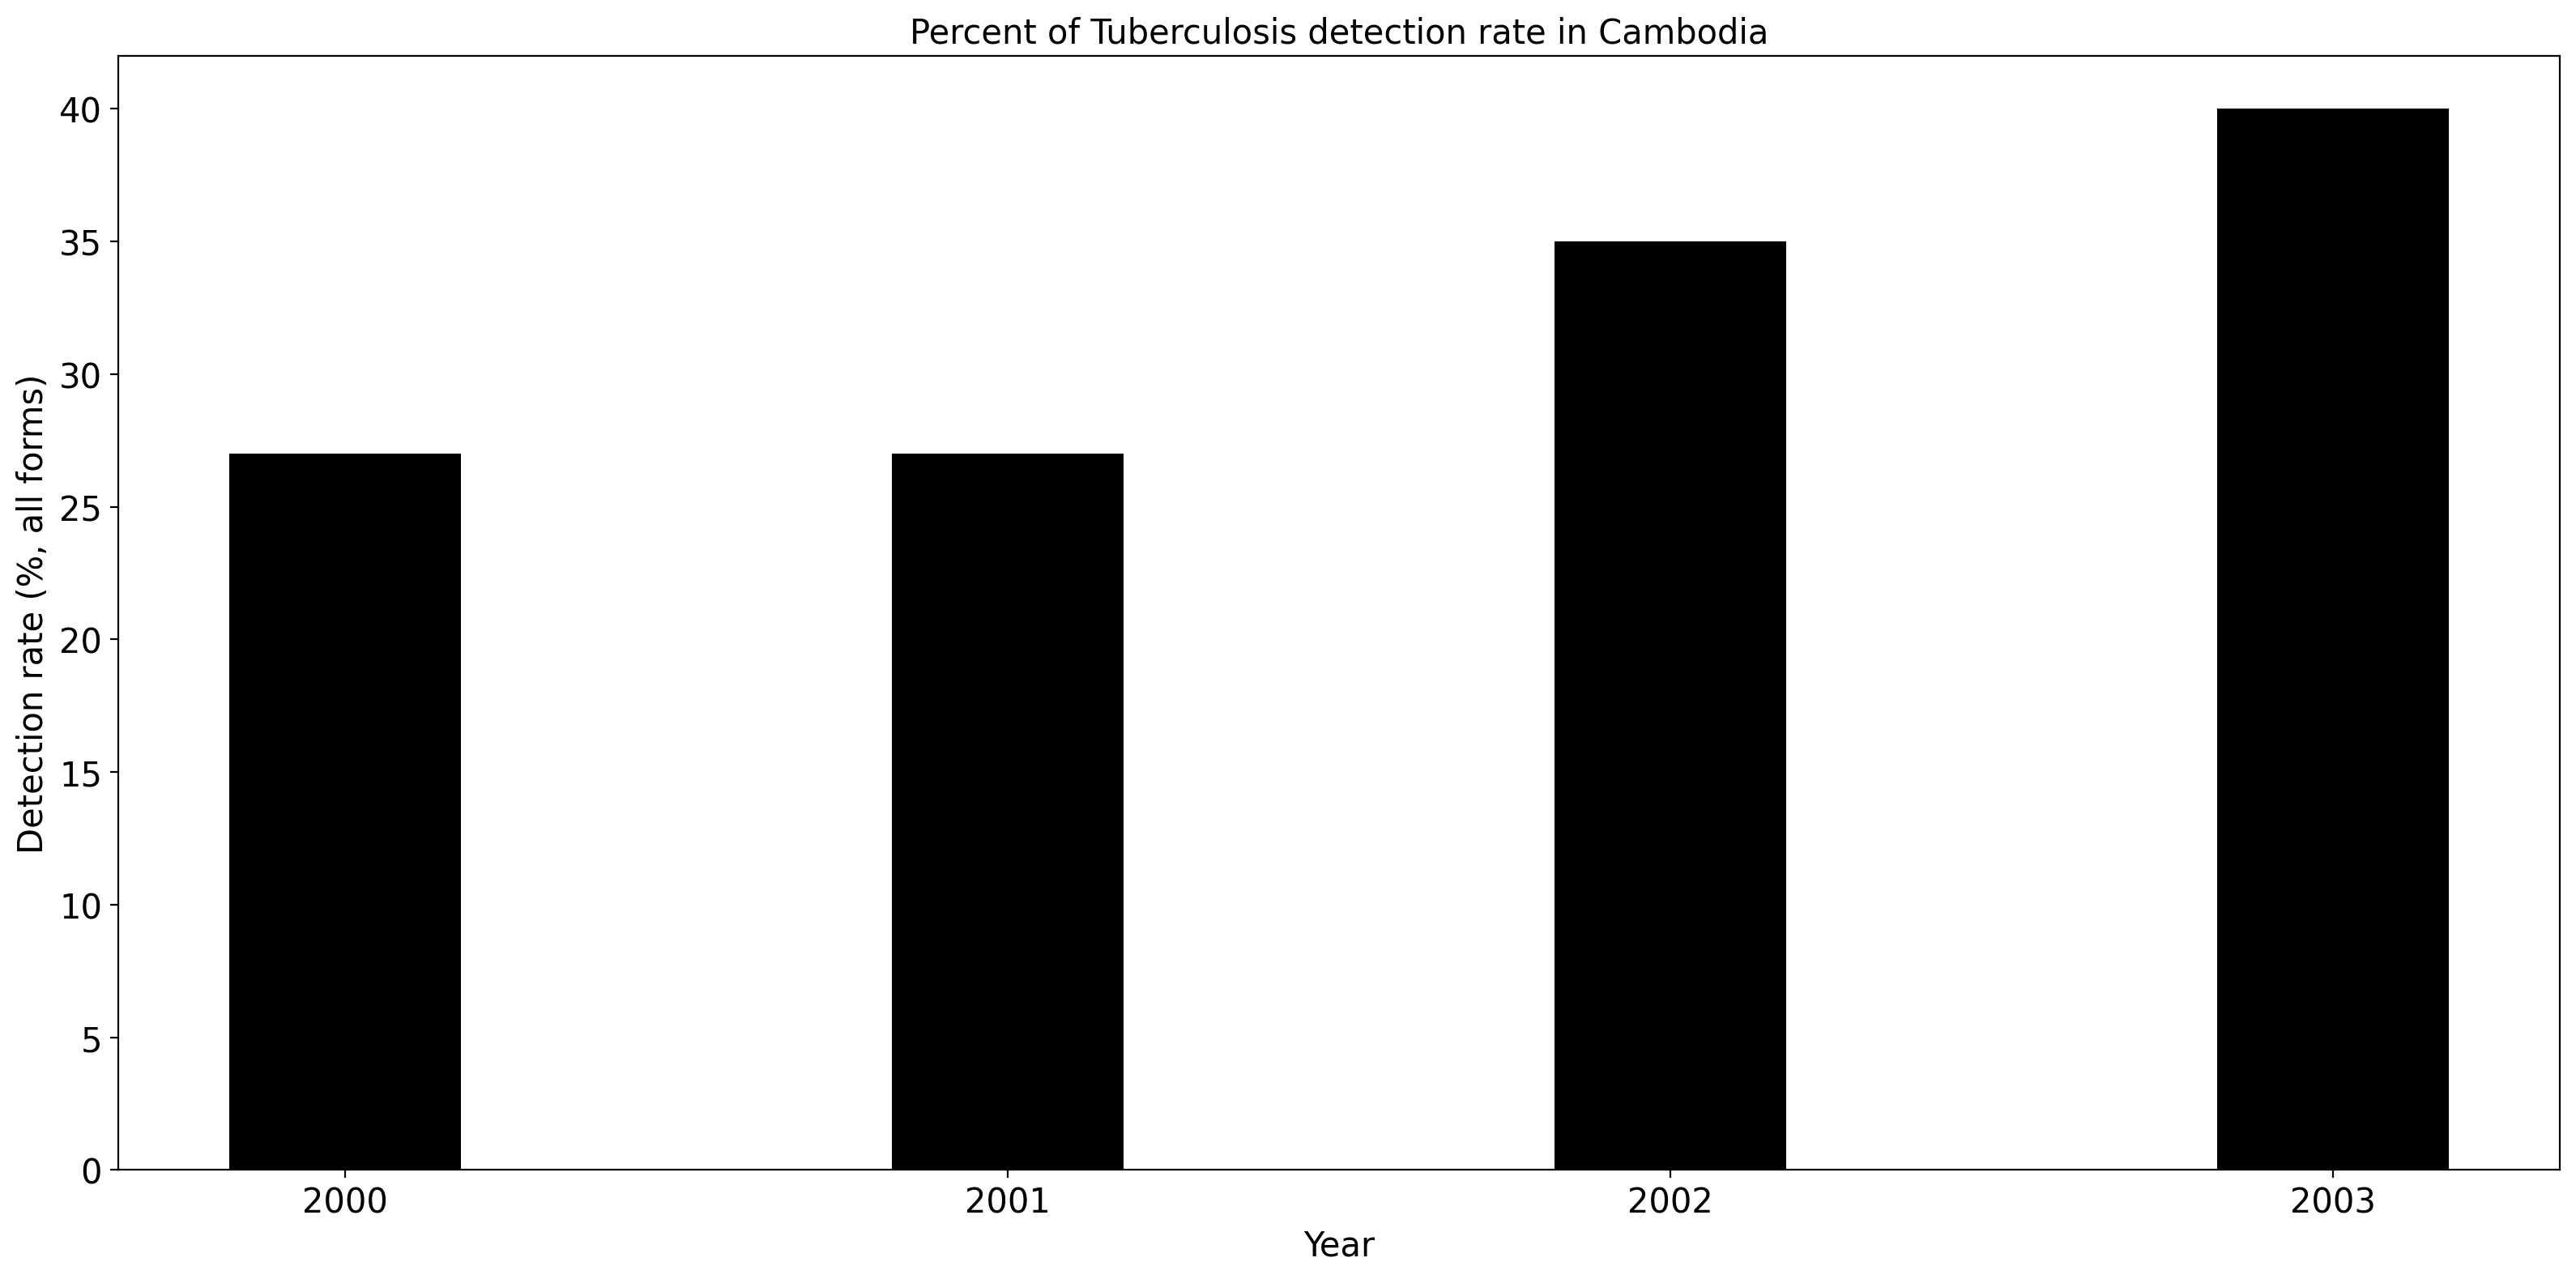 Percent of Tuberculosis detection rate in Cambodia
Detection rate (%, all forms)
40
35
30
25
20
15
10
5
0
2000 2001 2002 2003
Year